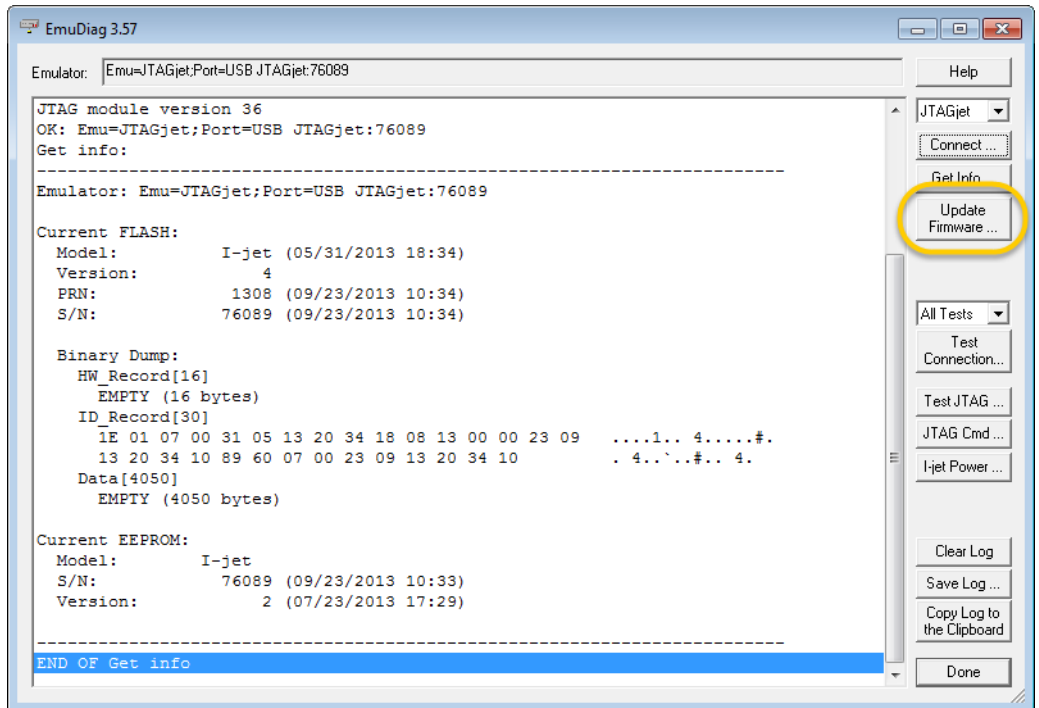 EmuDiag 3.57
Emulator: Emu=JTAGjet;Port=USB JTAGjet:76089
Help
JTAG module version 36
OK: Emu=JTAGjet;Port=USB JTAGjet:76089
Get info:
-------------------------------------------------------------------------
Emulator: Emu=JTAGjet;Port=USB JTAGjet:76089
Current FLASH:
Model: I-jet (05/31/2013 18:34)
Version: 4
PRN: 1308 (09/23/2013 10:34)
S/N: 76089 (09/23/2013 10:34)
Binary Dump:
HW_Record[16]
EMPTY (16 bytes)
ID_Record[30]
1E 01 07 00 31 05 13 20 34 18 08 13 00 00 23 09 ....1.. 4.....#.
13 20 34 10 89 60 07 00 23 09 13 20 34 10 . 4..`..#.. 4.
Data[4050]
EMPTY (4050 bytes)
Current EEPROM:
Model: I-jet
S/N: 76089 (09/23/2013 10:33)
Version: 2 (07/23/2013 17:29)
-------------------------------------------------------------------------
END OF Get info
JTAGjet
Connect ...
Get Info ...
Update
Firmware ...
All Tests
Test
Connection...
Test JTAG ...
JTAG Cmd ...
I-jet Power ...
Clear Log
Save Log ...
Copy Log to
the Clipboard
Done